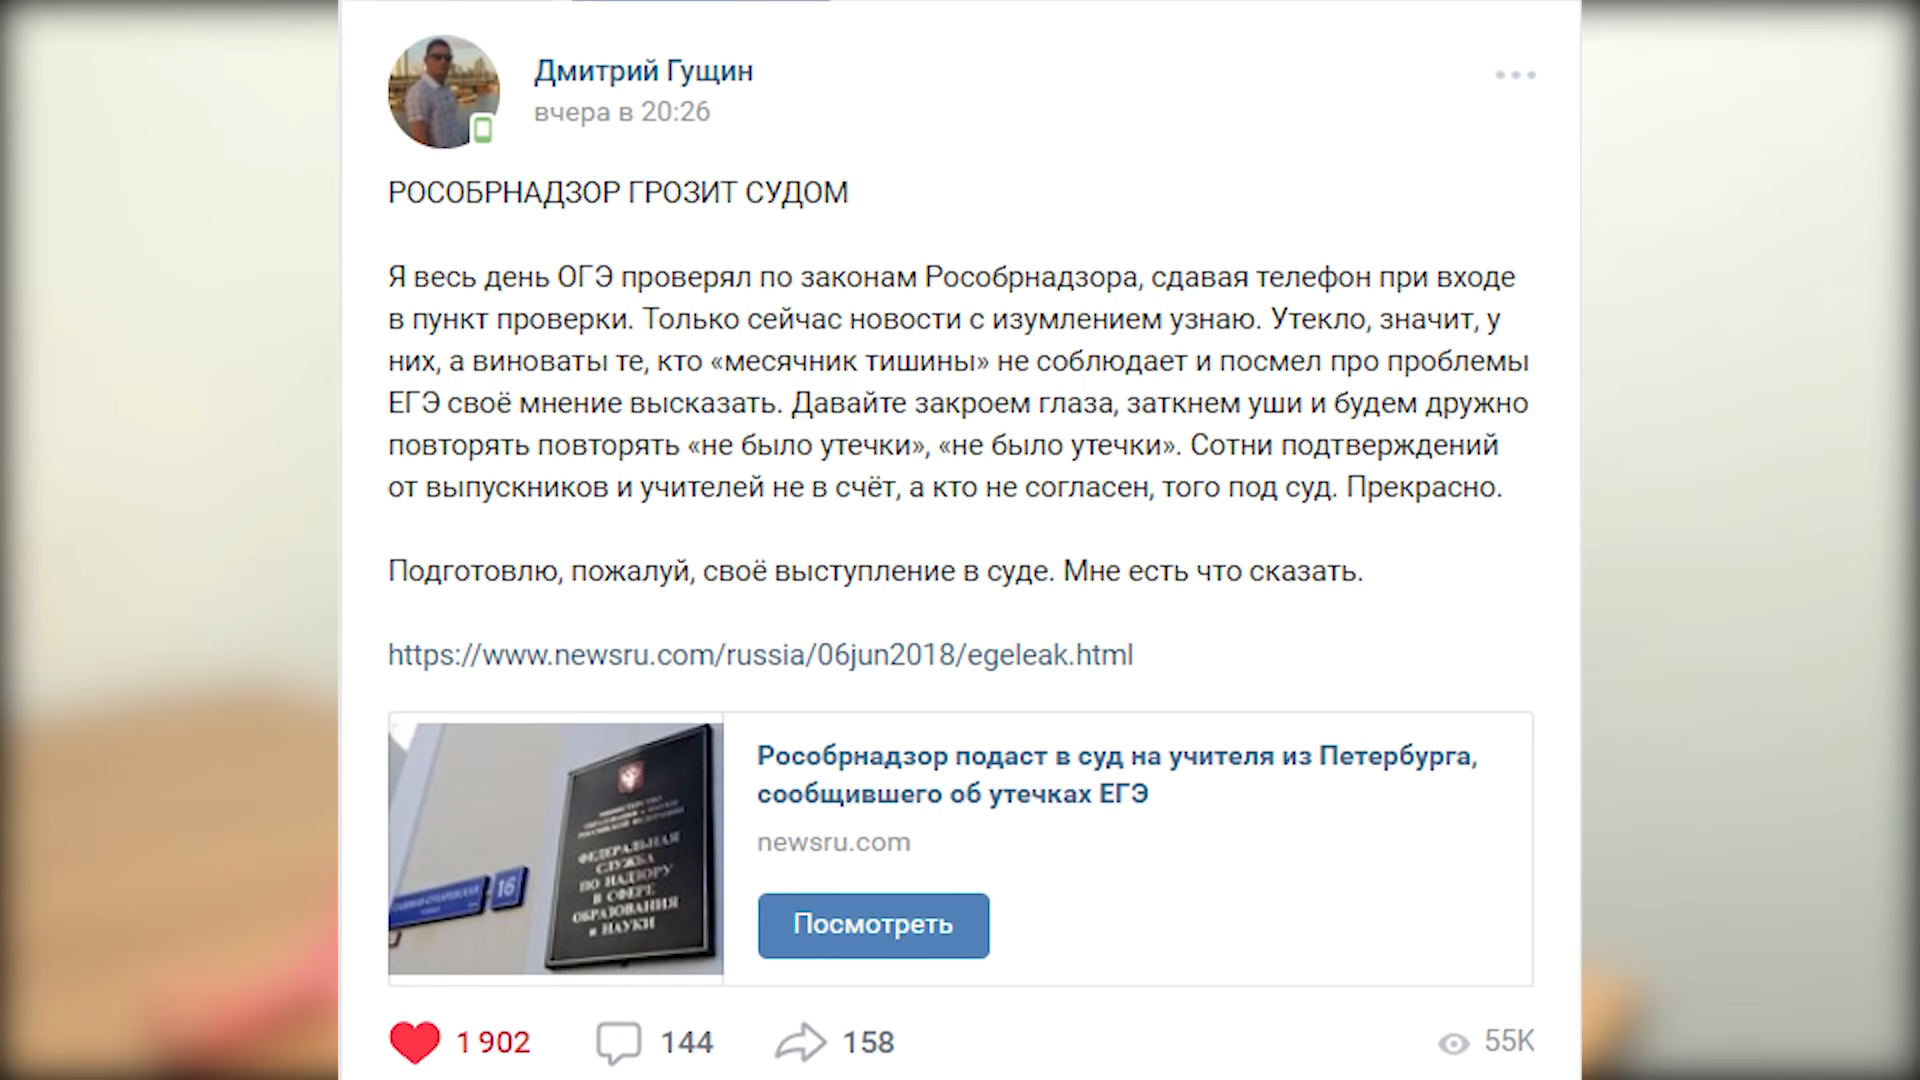 Дмитрий Гущин
вчера в 20:26
РОСОБРНАДЗОР ГРОЗИТ СУДОМ
Я весь день ОГЭ проверял по законам Рособрнадзора, сдавая телефон при входе
в пункт проверки. Только сейчас новости с изумлением узнаю. Утекло, значит, у
них, а виноваты те, кто «месячник тишины» не соблюдает и посмел про проблемы
ЕГЭ своё мнение высказать. Давайте закроем глаза, заткнем уши и будем дружно
повторять повторять «не было утечки», «не было утечки». Сотни подтверждений
от выпускников и учителей не в счёт, а кто не согласен, того под суд. Прекрасно.
Подготовлю, пожалуй, своё выступление в суде. Мне есть что сказать.
https://www.newsru.com/russia/06jun2018/egeleak.html
Рособрнадзор подаст в суд на учителя из Петербурга,
сообщившего об утечках ЕГЭ
newsru.com
Посмотреть
16
ФЕДЕРАЛЬНАЯ
СЛУЖБА
ПО НАДЗОРУ
В СФЕРЕ
ОБРАЗОВАНИЯ
и НАУКИ
1 902
144
158
55K